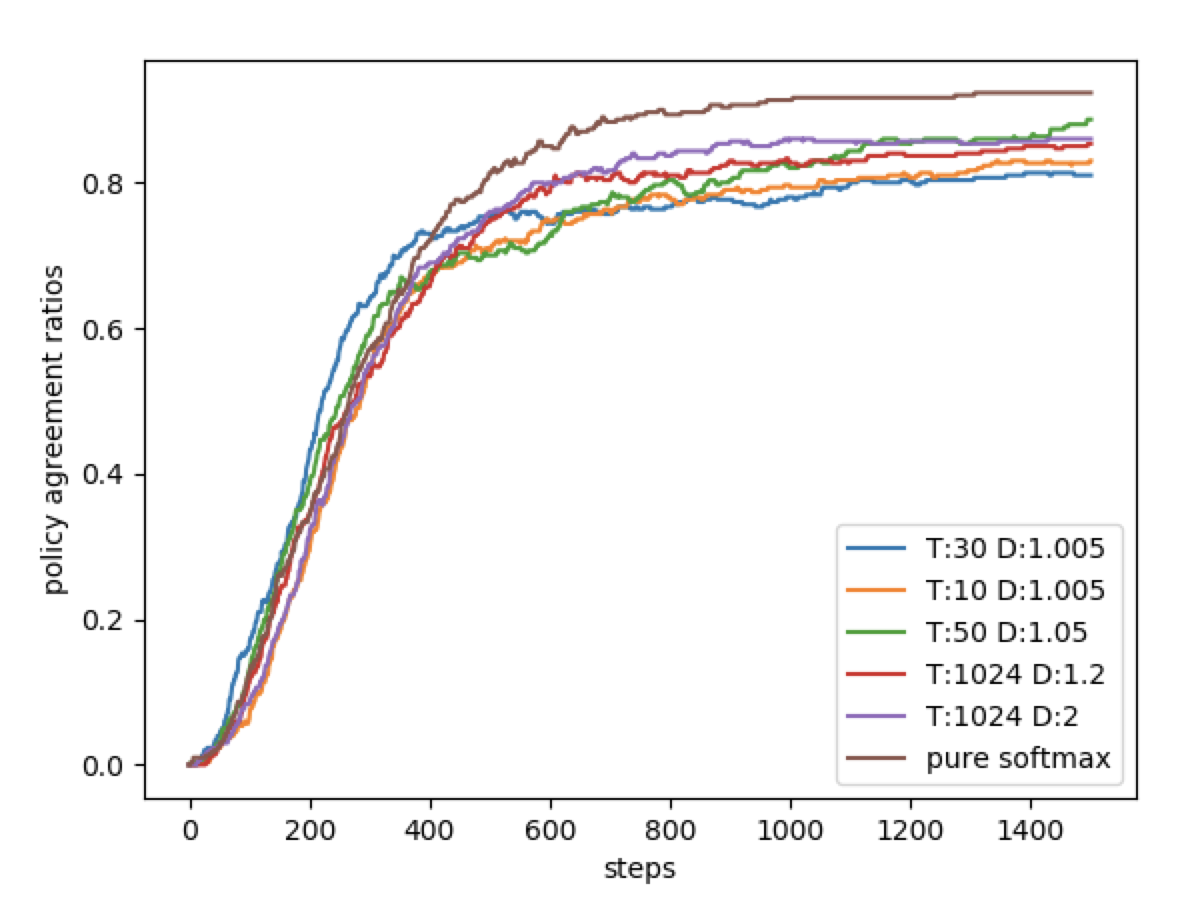 policy agreement ratios
0.8
0.6
0.4
0.2
0.0
0 200 400 600 800 1000 1200 1400
steps
T:30 D:1.005
T:10 D:1.005
T:50 D:1.05
T:1024 D:1.2
T:1024 D:2
pure softmax